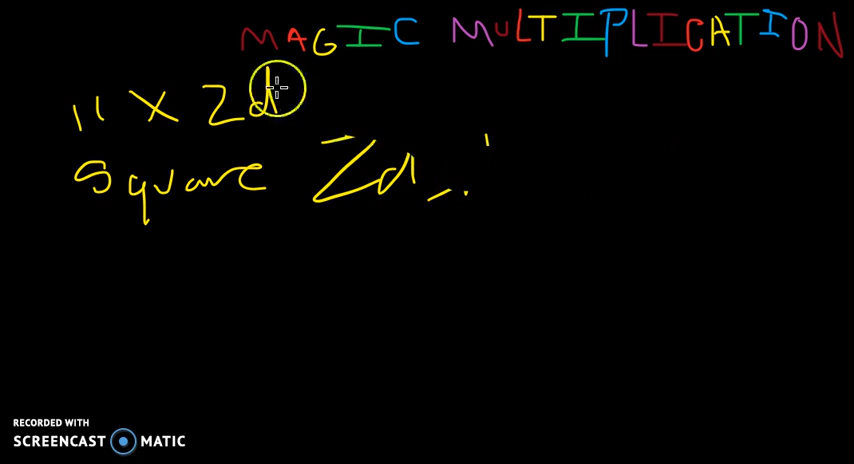 MAGIC MULTIPLICATION
11 X 2d
Square 2d
RECORDED WITH
SCREENCAST MATIC